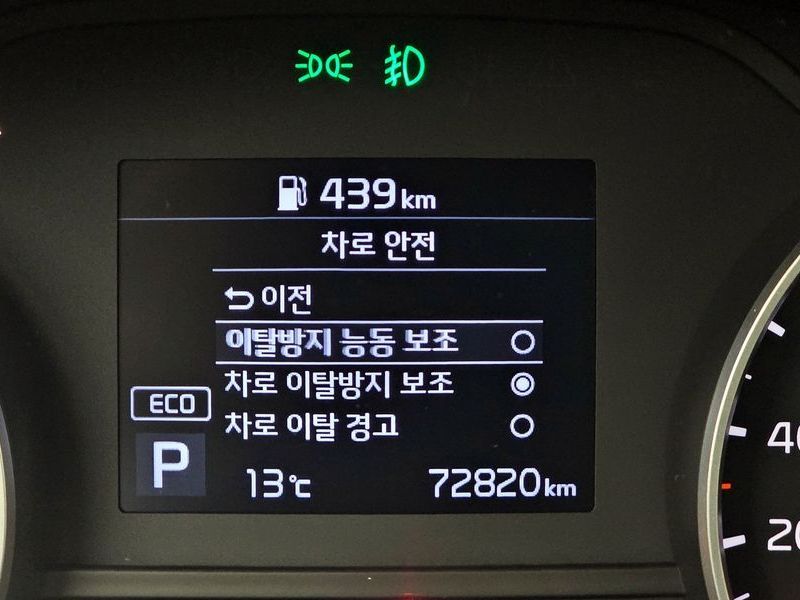 439km
차로 안전
이전
이탈방지 능동 보조
차로 이탈방지 보조
차로 이탈 경고
ECO
P
13℃
72820km
20